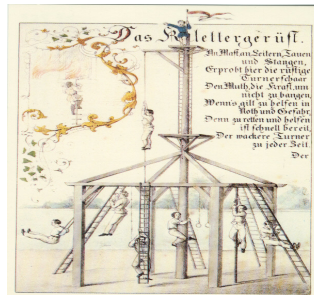 Das Klettergerüst.
An Mast, an Leitern, Tauen
und Stangen,
Erprobt hier die rüstige
Turnerschaar
Den Muth, die Kraft, um
nicht zu bangen,
Wenn's gilt zu helfen in
Noth und Gefahr,
Denn zu retten und helfen
ist schnell bereit,
Der wackere Turner
zu jeder Zeit.
Der